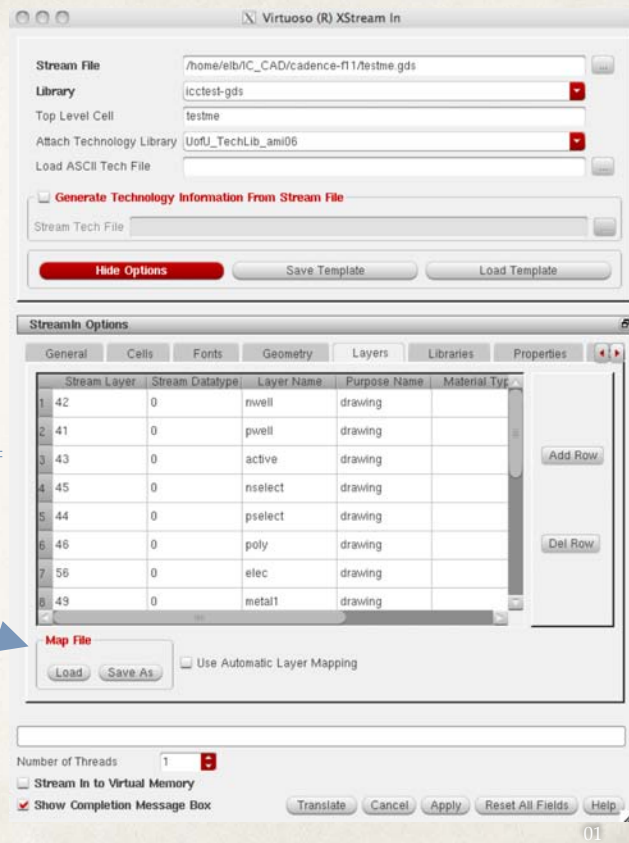 Virtuoso (R) XStream In
Stream File /home/elb/IC_CAD/cadence-f11/testme.gds ...
Library icctest-gds
Top Level Cell testme
Attach Technology Library UofU_TechLib_ami06
Load ASCII Tech File ...
Generate Technology Information From Stream File
Stream Tech File ...
Hide Options Save Template Load Template
StreamIn Options
General Cells Fonts Geometry Layers Libraries Properties
Stream Layer Stream Datatype Layer Name Purpose Name Material Typ
1 42 0 nwell drawing
2 41 0 pwell drawing
3 43 0 active drawing
4 45 0 nselect drawing
5 44 0 pselect drawing
6 46 0 poly drawing
7 56 0 elec drawing
8 49 0 metal1 drawing
Add Row
Del Row
Map File
Load Save As Use Automatic Layer Mapping
Number of Threads 1
Stream In to Virtual Memory
Show Completion Message Box Translate Cancel Apply Reset All Fields Help
01